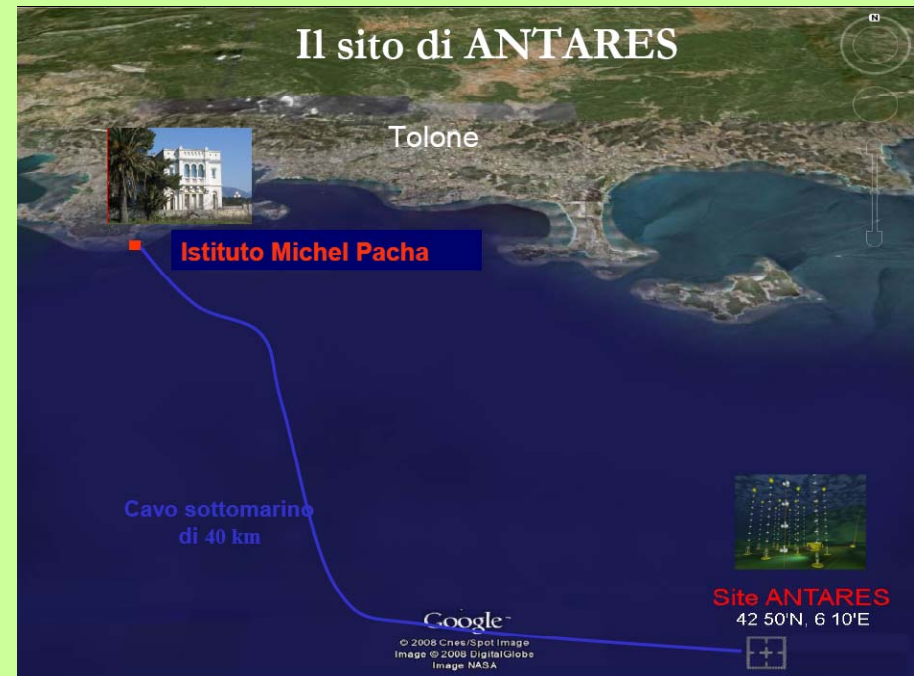 Il sito di ANTARES
N
Tolone
Istituto Michel Pacha
Cavo sottomarino
di 40 km
Site ANTARES
42 50'N, 6 10'E
Google
© 2008 Cnes/Spot Image
Image © 2008 DigitalGlobe
Image NASA